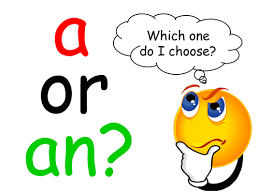 a
or
an?
Which one
do I choose?